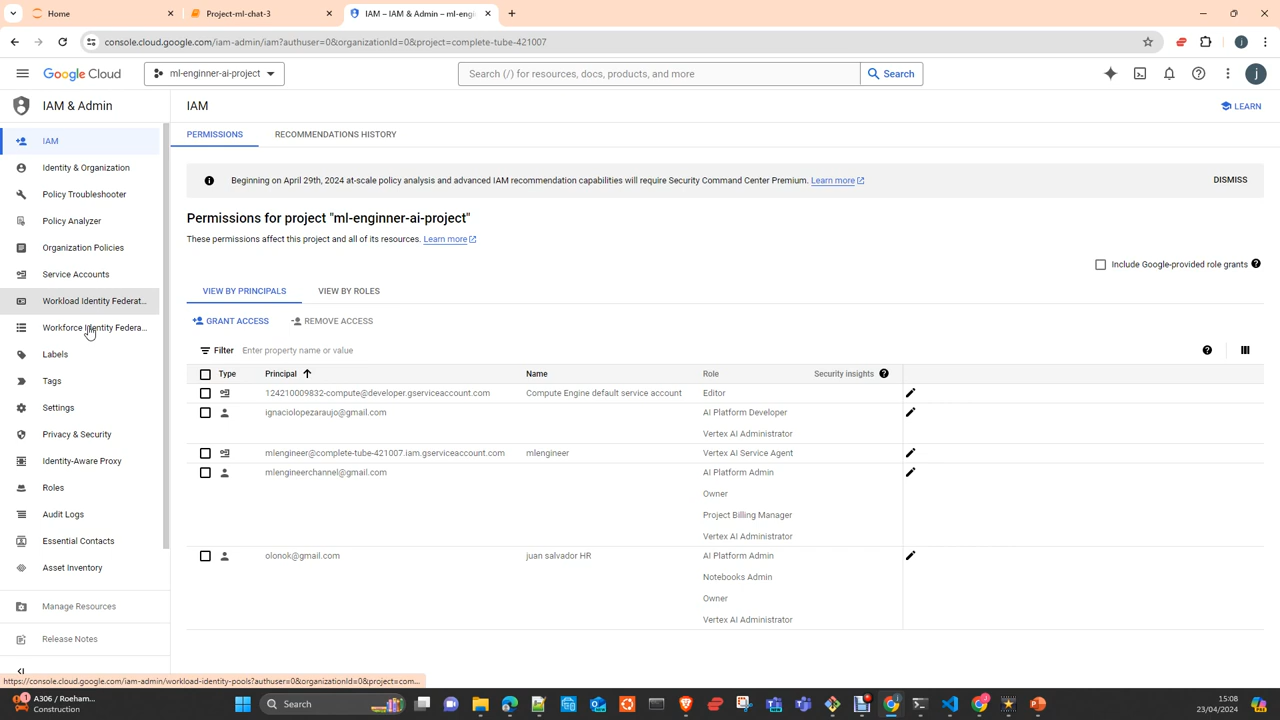 Home
Project-ml-chat-3
IAM – IAM & Admin – ml-engi
console.cloud.google.com/iam-admin/iam?authuser=0&organizationId=0&project=complete-tube-421007
Google Cloud
ml-enginner-ai-project
Search (/) for resources, docs, products, and more
Search
j
IAM & Admin
IAM
LEARN
IAM
Identity & Organization
Policy Troubleshooter
Policy Analyzer
Organization Policies
Service Accounts
Workload Identity Federat...
Workforce Identity Federa...
Labels
Tags
Settings
Privacy & Security
Identity-Aware Proxy
Roles
Audit Logs
Essential Contacts
Asset Inventory
Manage Resources
Release Notes
PERMISSIONS
RECOMMENDATIONS HISTORY
Beginning on April 29th, 2024 at-scale policy analysis and advanced IAM recommendation capabilities will require Security Command Center Premium. Learn more
DISMISS
Permissions for project "ml-enginner-ai-project"
These permissions affect this project and all of its resources. Learn more
Include Google-provided role grants
VIEW BY PRINCIPALS
VIEW BY ROLES
GRANT ACCESS
REMOVE ACCESS
Filter Enter property name or value
Type Principal Name Role Security insights
124210009832-compute@developer.gserviceaccount.com Compute Engine default service account Editor
ignaciolopezaraujo@gmail.com AI Platform Developer
Vertex AI Administrator
mlengineer@complete-tube-421007.iam.gserviceaccount.com mlengineer Vertex AI Service Agent
mlengineerchannel@gmail.com AI Platform Admin
Owner
Project Billing Manager
Vertex AI Administrator
olonok@gmail.com juan salvador HR AI Platform Admin
Notebooks Admin
Owner
Vertex AI Administrator
https://console.cloud.google.com/iam-admin/workload-identity-pools?authuser=0&organizationId=0&project=com...
A306 / Roeham...
Construction
Search
15:08
23/04/2024